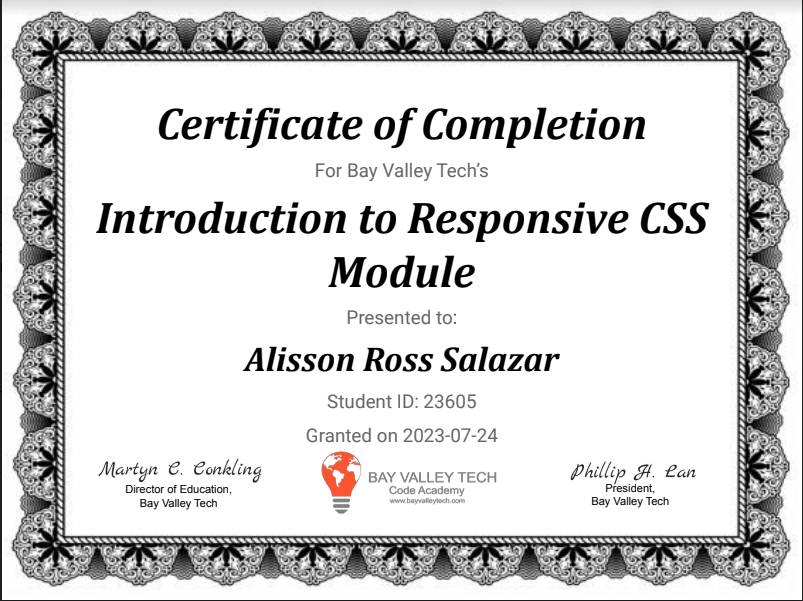 Certificate of Completion
For Bay Valley Tech’s
Introduction to Responsive CSS
Module
Presented to:
Alisson Ross Salazar
Student ID: 23605
Granted on 2023-07-24
Martyn C. Conkling
Director of Education,
Bay Valley Tech
BAY VALLEY TECH
Code Academy
www.bayvalleytech.com
Phillip H. Lan
President,
Bay Valley Tech